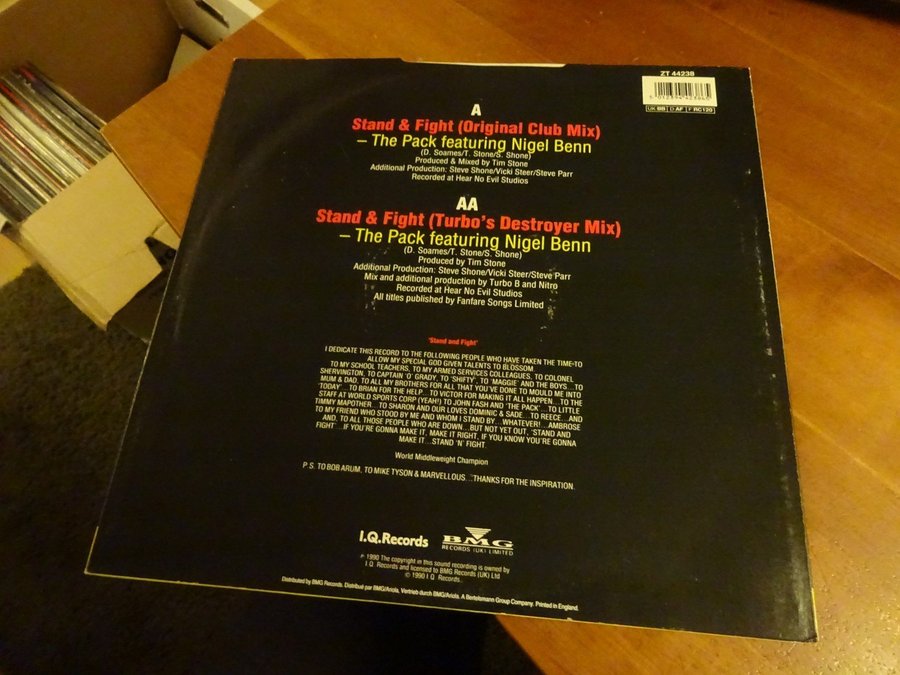 ZT 44238
5 012394 423865
UK BB D AF F RC 120
A
Stand & Fight (Original Club Mix)
– The Pack featuring Nigel Benn
(D. Soames/T. Stone/S. Shone)
Produced & Mixed by Tim Stone
Additional Production: Steve Shone/Vicki Steer/Steve Parr
Recorded at Hear No Evil Studios
AA
Stand & Fight (Turbo's Destroyer Mix)
– The Pack featuring Nigel Benn
(D. Soames/T. Stone/S. Shone)
Produced by Tim Stone
Additional Production: Steve Shone/Vicki Steer/Steve Parr
Mix and additional production by Turbo B and Nitro
Recorded at Hear No Evil Studios
All titles published by Fanfare Songs Limited
'Stand and Fight'
I DEDICATE THIS RECORD TO THE FOLLOWING PEOPLE WHO HAVE TAKEN THE TIME TO
ALLOW MY SPECIAL GOD GIVEN TALENTS TO BLOSSOM.
TO MY SCHOOL TEACHERS, TO MY ARMED SERVICES COLLEAGUES, TO COLONEL
SHERVINGTON, TO CAPTAIN 'O' GRADY, TO 'SHIFTY', TO 'MAGGIE' AND THE BOYS...TO
MUM & DAD, TO ALL MY BROTHERS FOR ALL THAT YOU'VE DONE TO MOULD ME INTO
'TODAY'...TO BRIAN FOR THE HELP...TO VICTOR FOR MAKING IT ALL HAPPEN...TO THE
STAFF AT WORLD SPORTS CORP (YEAH!) TO JOHN FASH AND 'THE PACK'...TO LITTLE
TIMMY MAPOTHER...TO SHARON AND OUR LOVES DOMINIC & SADE...TO REECE...AND
TO MY FRIEND WHO STOOD BY ME AND WHOM I STAND BY...WHATEVER!...AMBROSE
AND, TO ALL THOSE PEOPLE WHO ARE DOWN...BUT NOT YET OUT, 'STAND AND
FIGHT'...IF YOU'RE GONNA MAKE IT, MAKE IT RIGHT, IF YOU KNOW YOU'RE GONNA
MAKE IT...STAND 'N' FIGHT.
World Middleweight Champion
P.S. TO BOB ARUM, TO MIKE TYSON & MARVELLOUS...THANKS FOR THE INSPIRATION.
I.Q.Records
BMG
RECORDS (UK) LIMITED
℗ 1990 The copyright in this sound recording is owned by
I.Q. Records and licensed to BMG Records (UK) Ltd
© 1990 I.Q. Records.
Distributed by BMG Records. Distribué par BMG/Ariola, Vertrieb durch BMG/Ariola. A Bertelsmann Group Company. Printed in England.